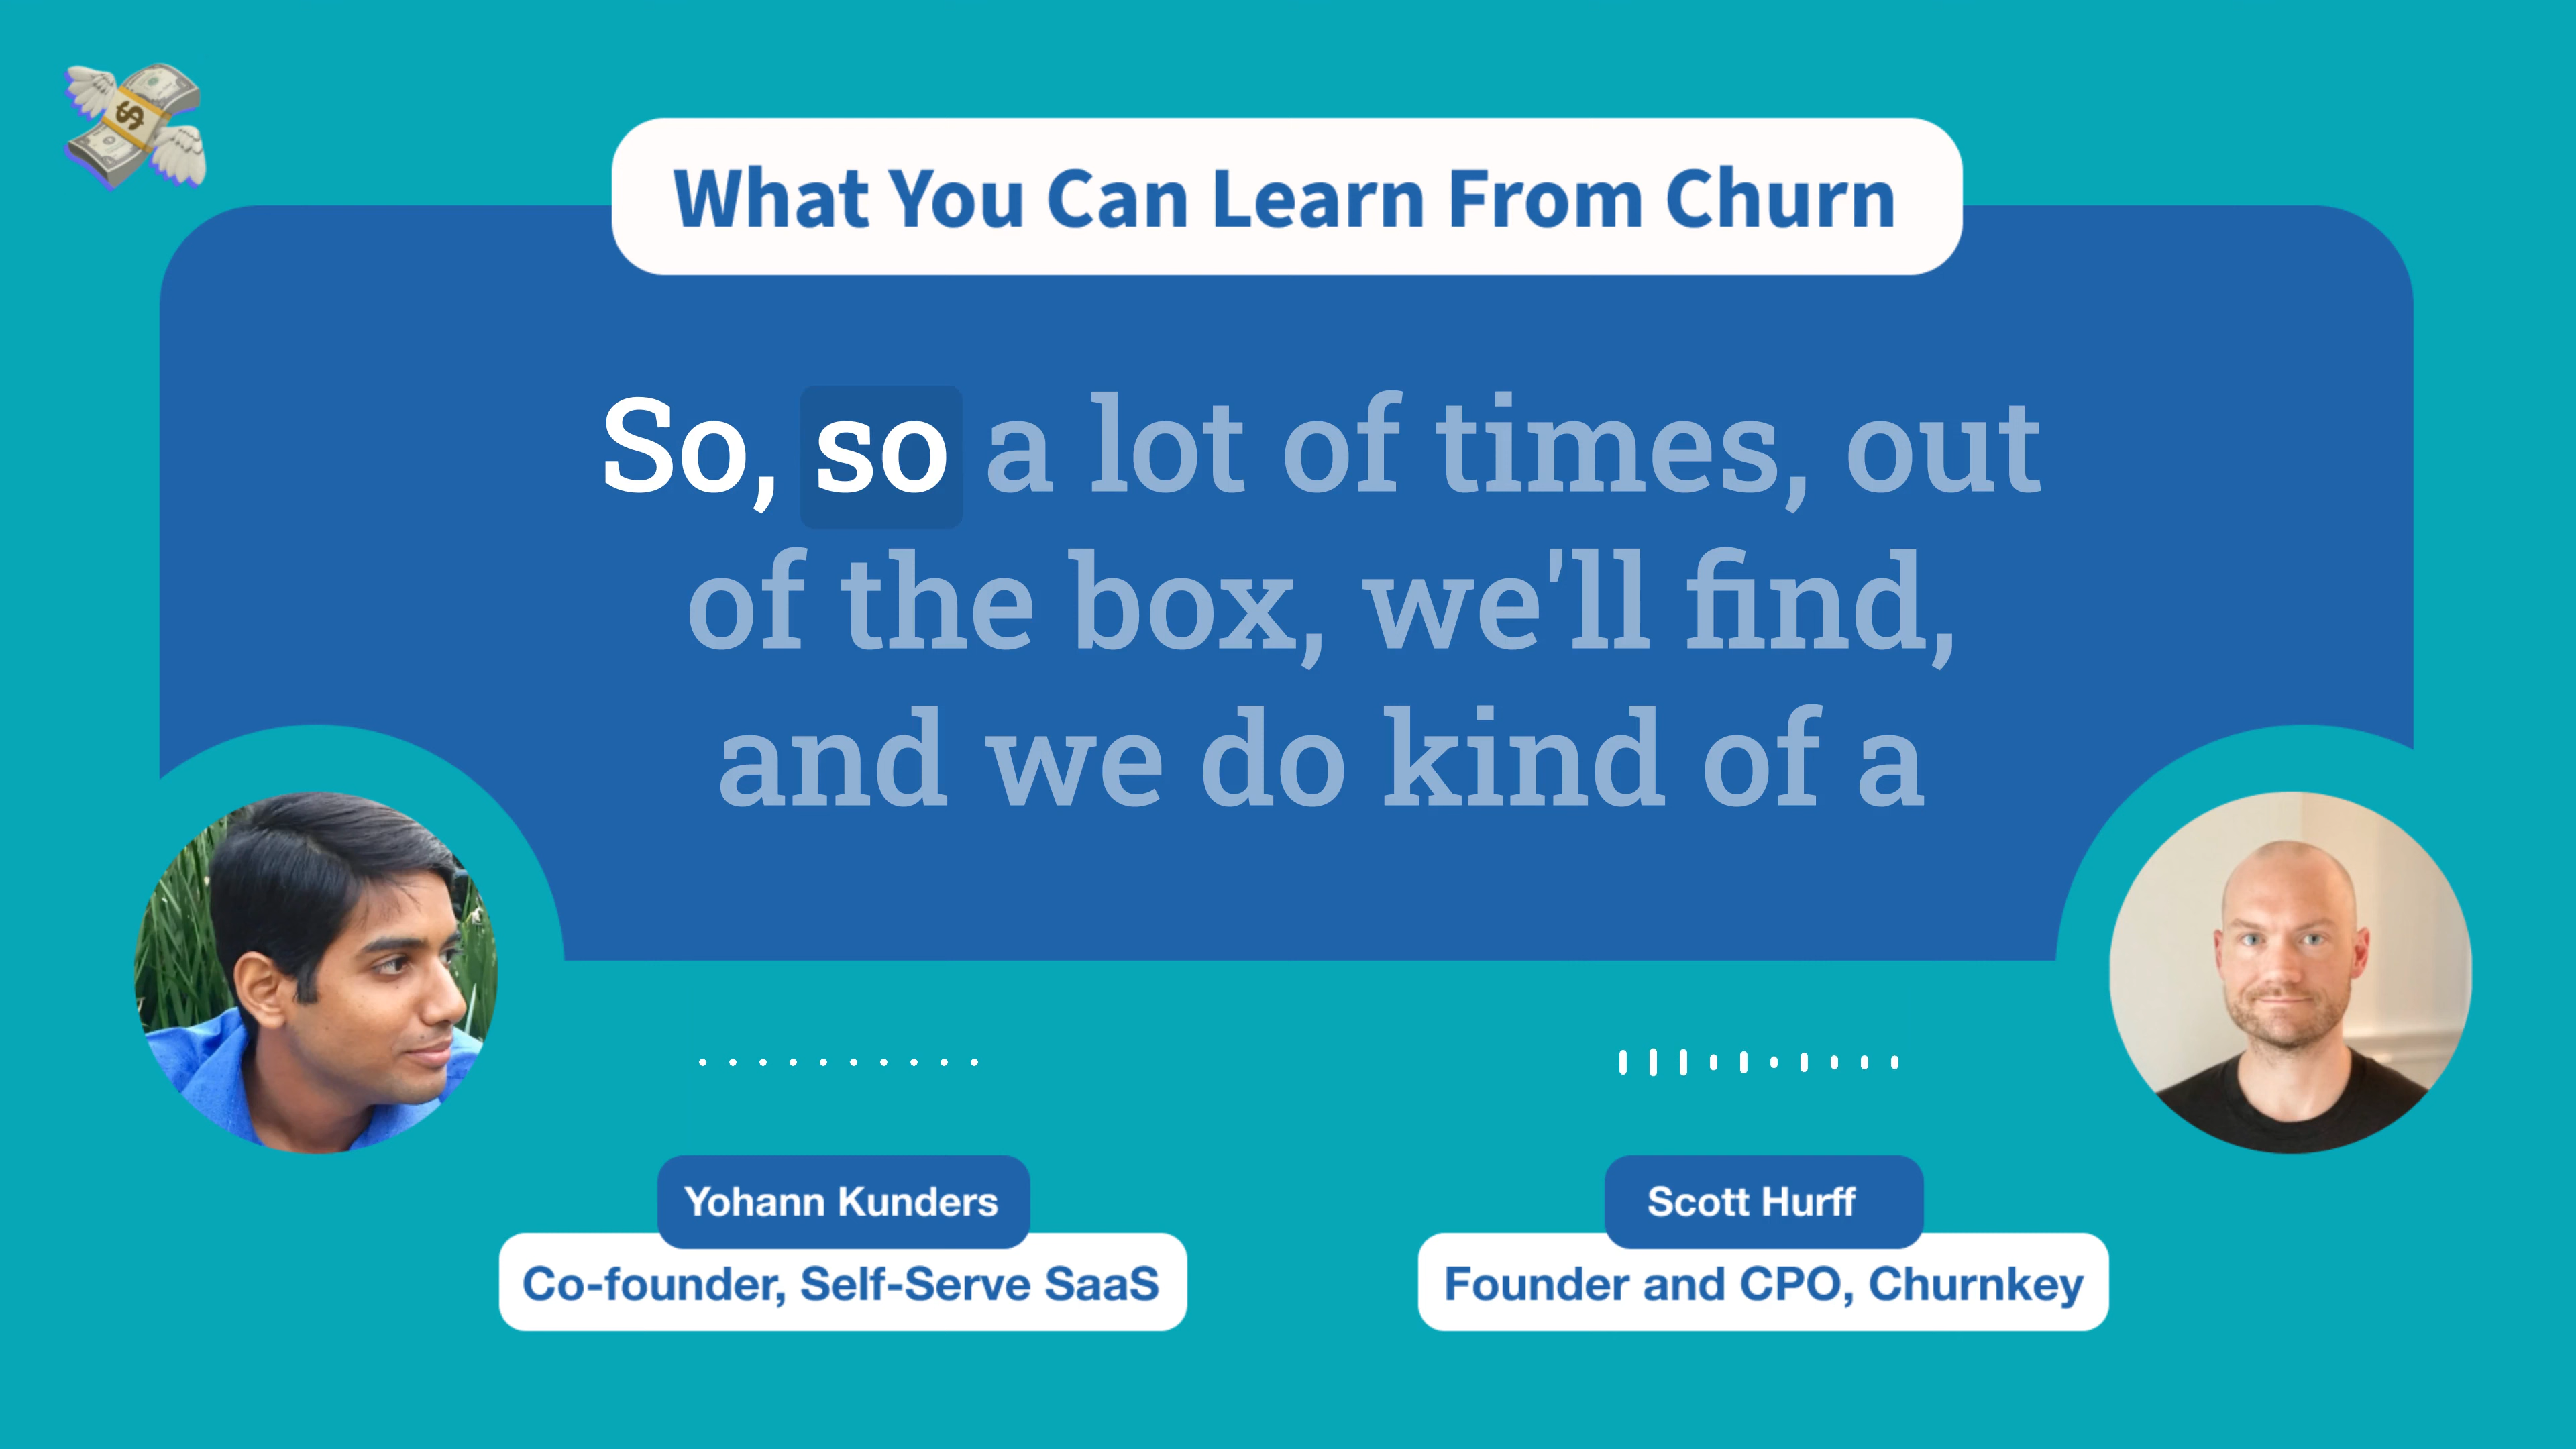 What You Can Learn From Churn
So, so a lot of times, out
of the box, we'll find,
and we do kind of a
Yohann Kunders
Co-founder, Self-Serve SaaS
Scott Hurff
Founder and CPO, Churnkey